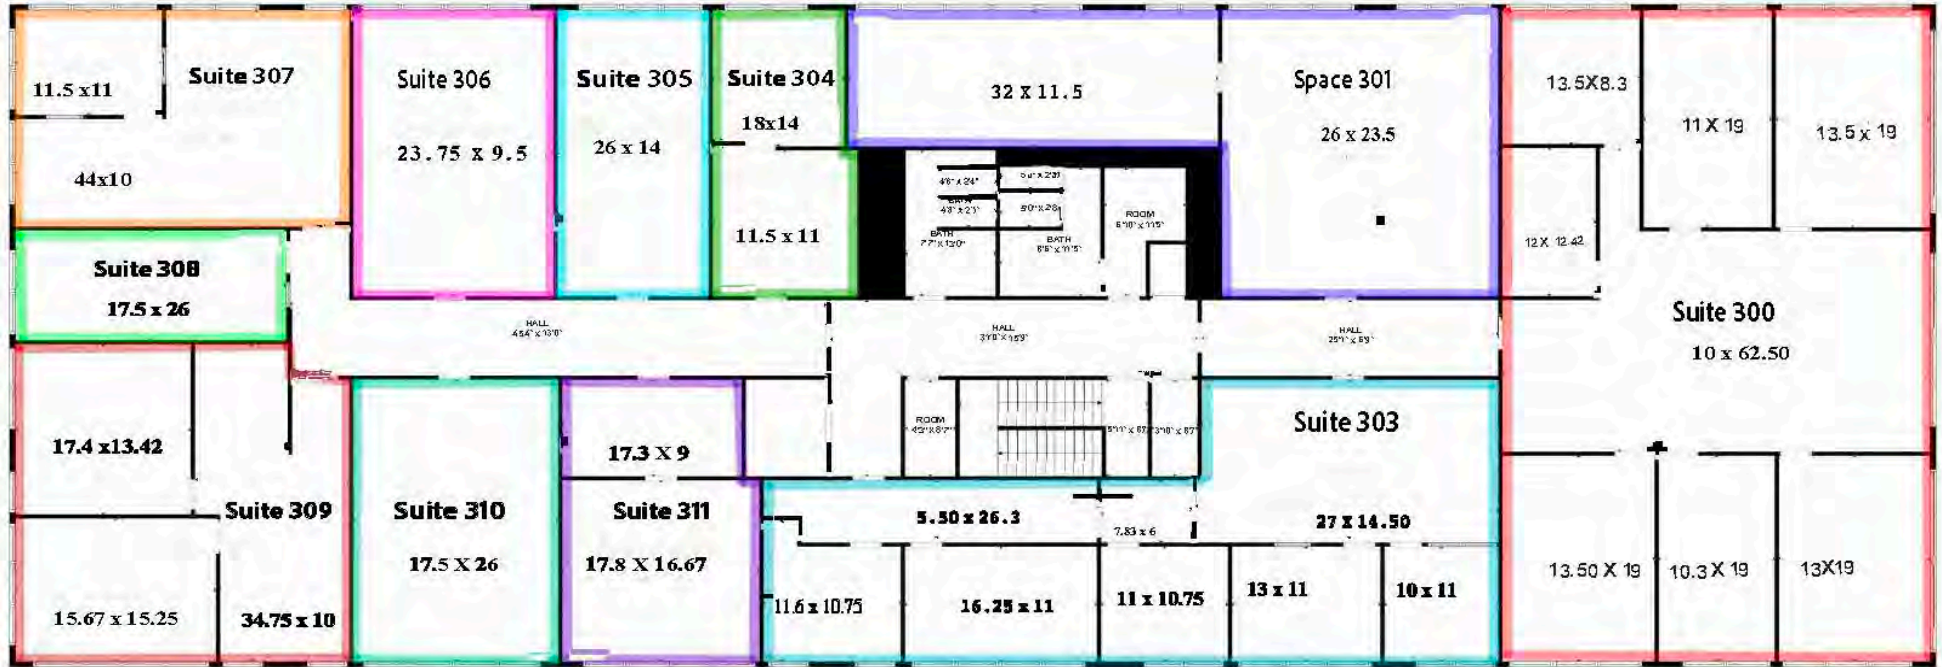 11.5 x11
Suite 307
44x10
Suite 306
23.75 X 9.5
Suite 305
26 x 14
Suite 304
18x14
11.5 x 11
32 X 11.5
Space 301
26 x 23.5
13.5X8.3
11 X 19
13.5 x 19
12 X 12.42
Suite 308
17.5 x 26
BATH
BATH
ROOM
HALL
HALL
HALL
Suite 300
10 x 62.50
17.4 x13.42
Suite 309
15.67 x 15.25
34.75 x 10
Suite 310
17.5 X 26
17.3 X 9
Suite 311
17.8 X 16.67
ROOM
Suite 303
27 X 14.50
5.50 x 26.3
7.83 x 6
11.6 x 10.75
16.25 x 11
11 x 10.75
13 x 11
10 x 11
13.50 X 19
10.3 X 19
13X19